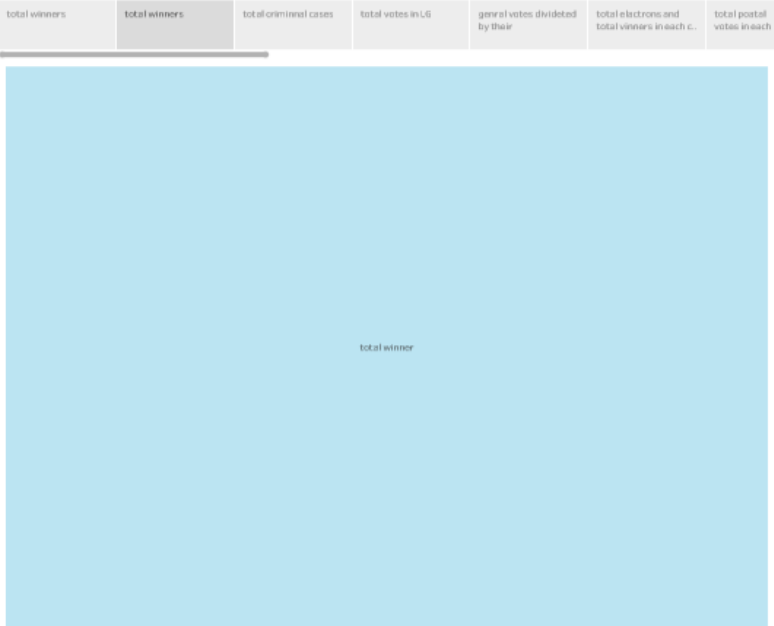 total winners
total winners
total criminnal cases
total votes in LG
genral votes divideted
by their
total electrons and
total vinners in each c..
total postal
votes in each
total winner